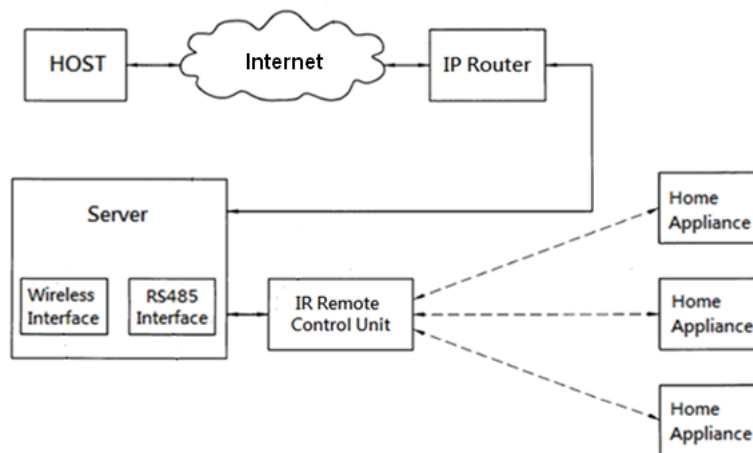 HOST
Internet
IP Router
Server
Wireless
Interface
RS485
Interface
IR Remote
Control Unit
Home
Appliance
Home
Appliance
Home
Appliance